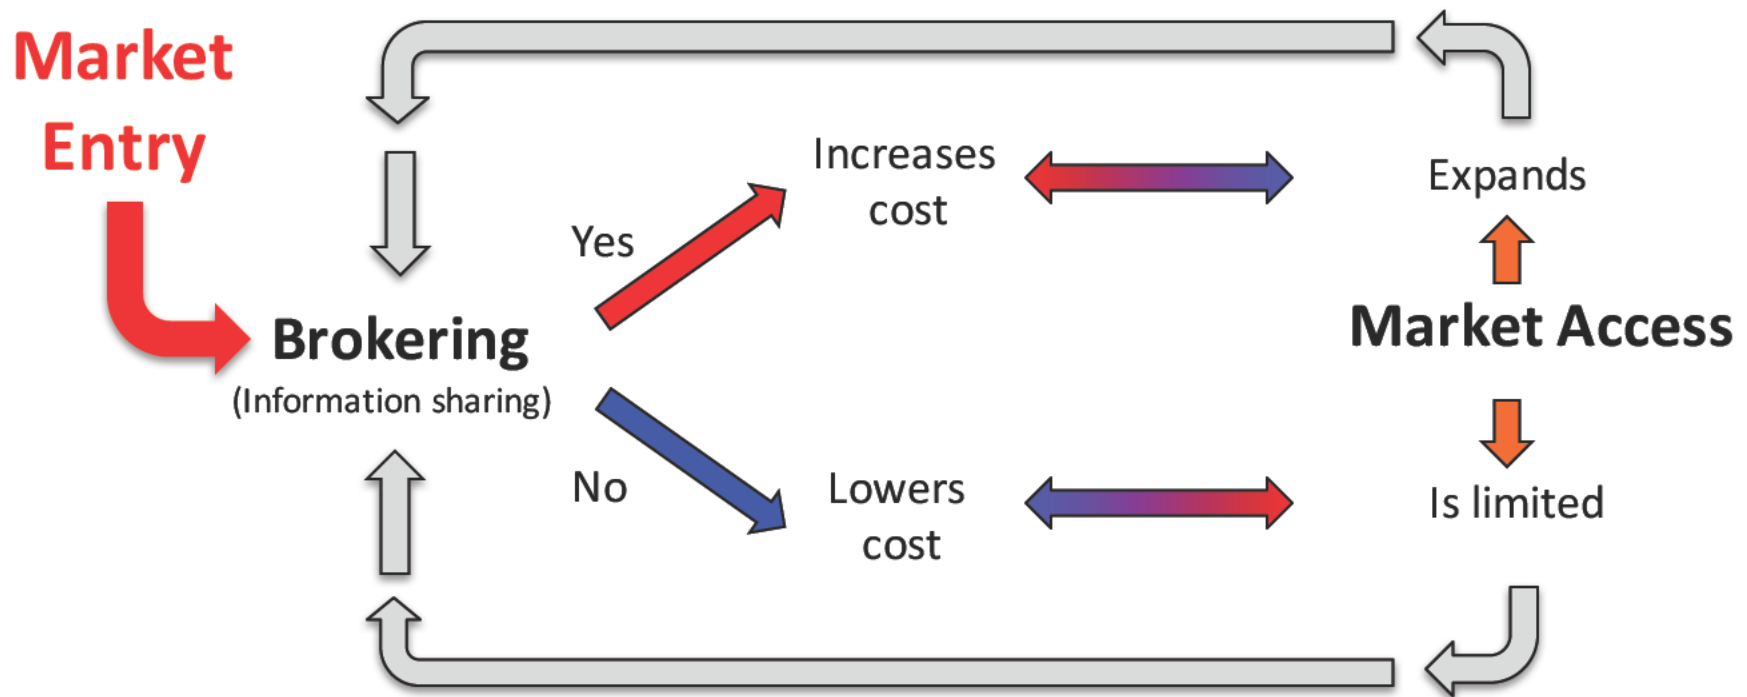 Market
Entry
Brokering
(Information sharing)
Yes
No
Increases
cost
Lowers
cost
Expands
Market Access
Is limited